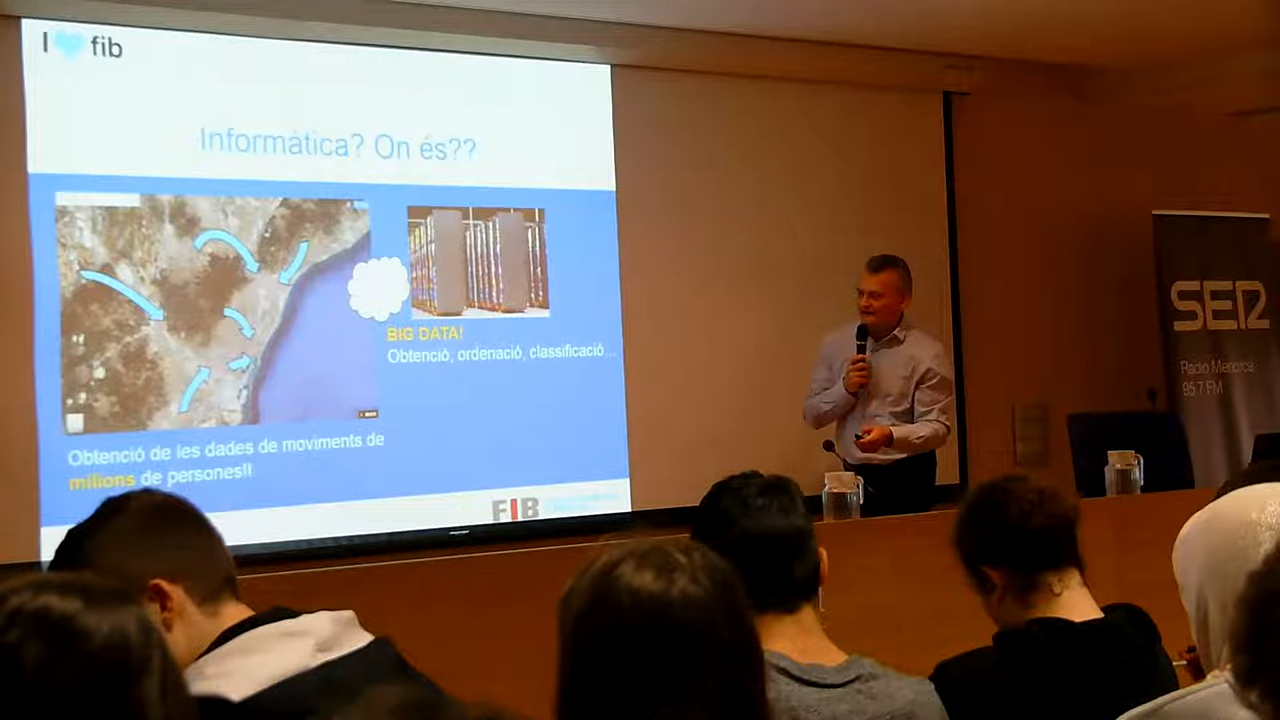 I fib
Informàtica? On és??
BIG DATA!
Obtenció, ordenació, classificació...
Obtenció de les dades de moviments de
milions de persones!!
FIB
SER
Radio Menorca
95.7 FM